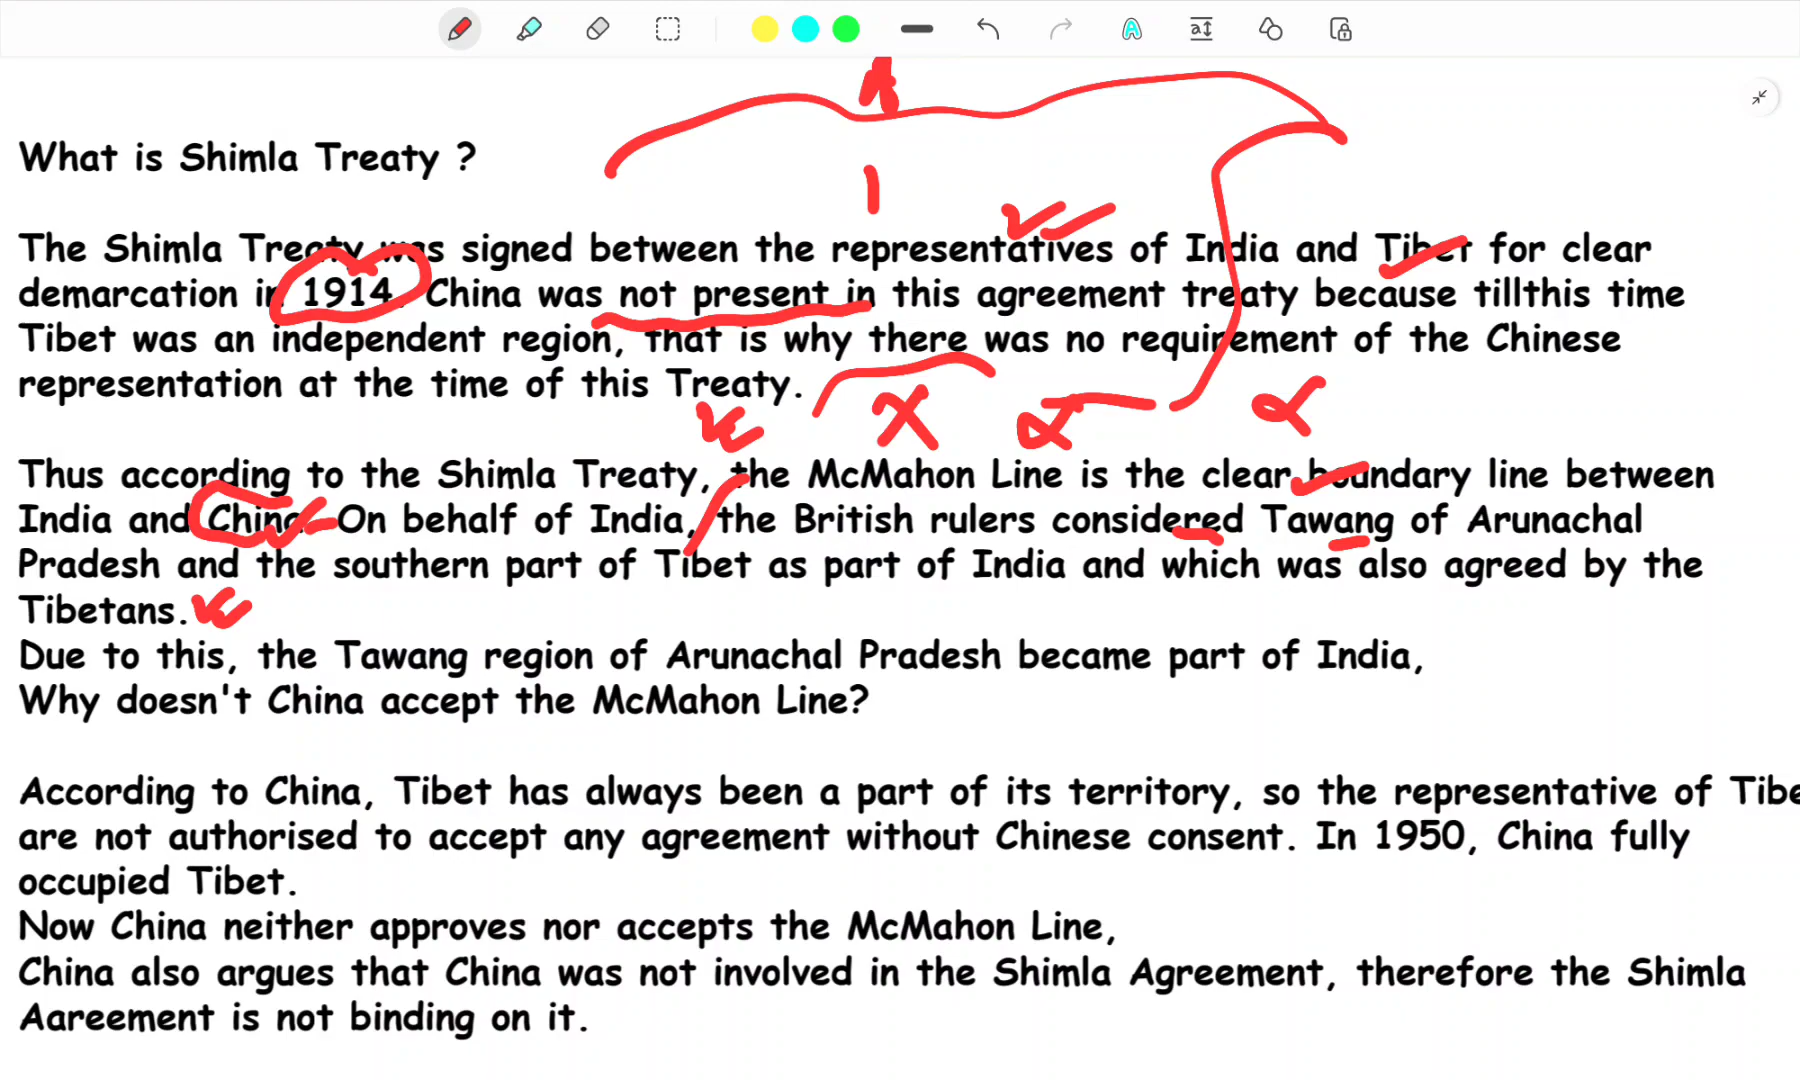 What is Shimla Treaty ?
The Shimla Treaty was signed between the representatives of India and Tibet for clear
demarcation in 1914. China was not present in this agreement treaty because tillthis time
Tibet was an independent region, that is why there was no requirement of the Chinese
representation at the time of this Treaty.
Thus according to the Shimla Treaty, the McMahon Line is the clear boundary line between
India and China. On behalf of India, the British rulers considered Tawang of Arunachal
Pradesh and the southern part of Tibet as part of India and which was also agreed by the
Tibetans.
Due to this, the Tawang region of Arunachal Pradesh became part of India,
Why doesn't China accept the McMahon Line?
According to China, Tibet has always been a part of its territory, so the representative of Tibe
are not authorised to accept any agreement without Chinese consent. In 1950, China fully
occupied Tibet.
Now China neither approves nor accepts the McMahon Line,
China also argues that China was not involved in the Shimla Agreement, therefore the Shimla
Aareement is not binding on it.